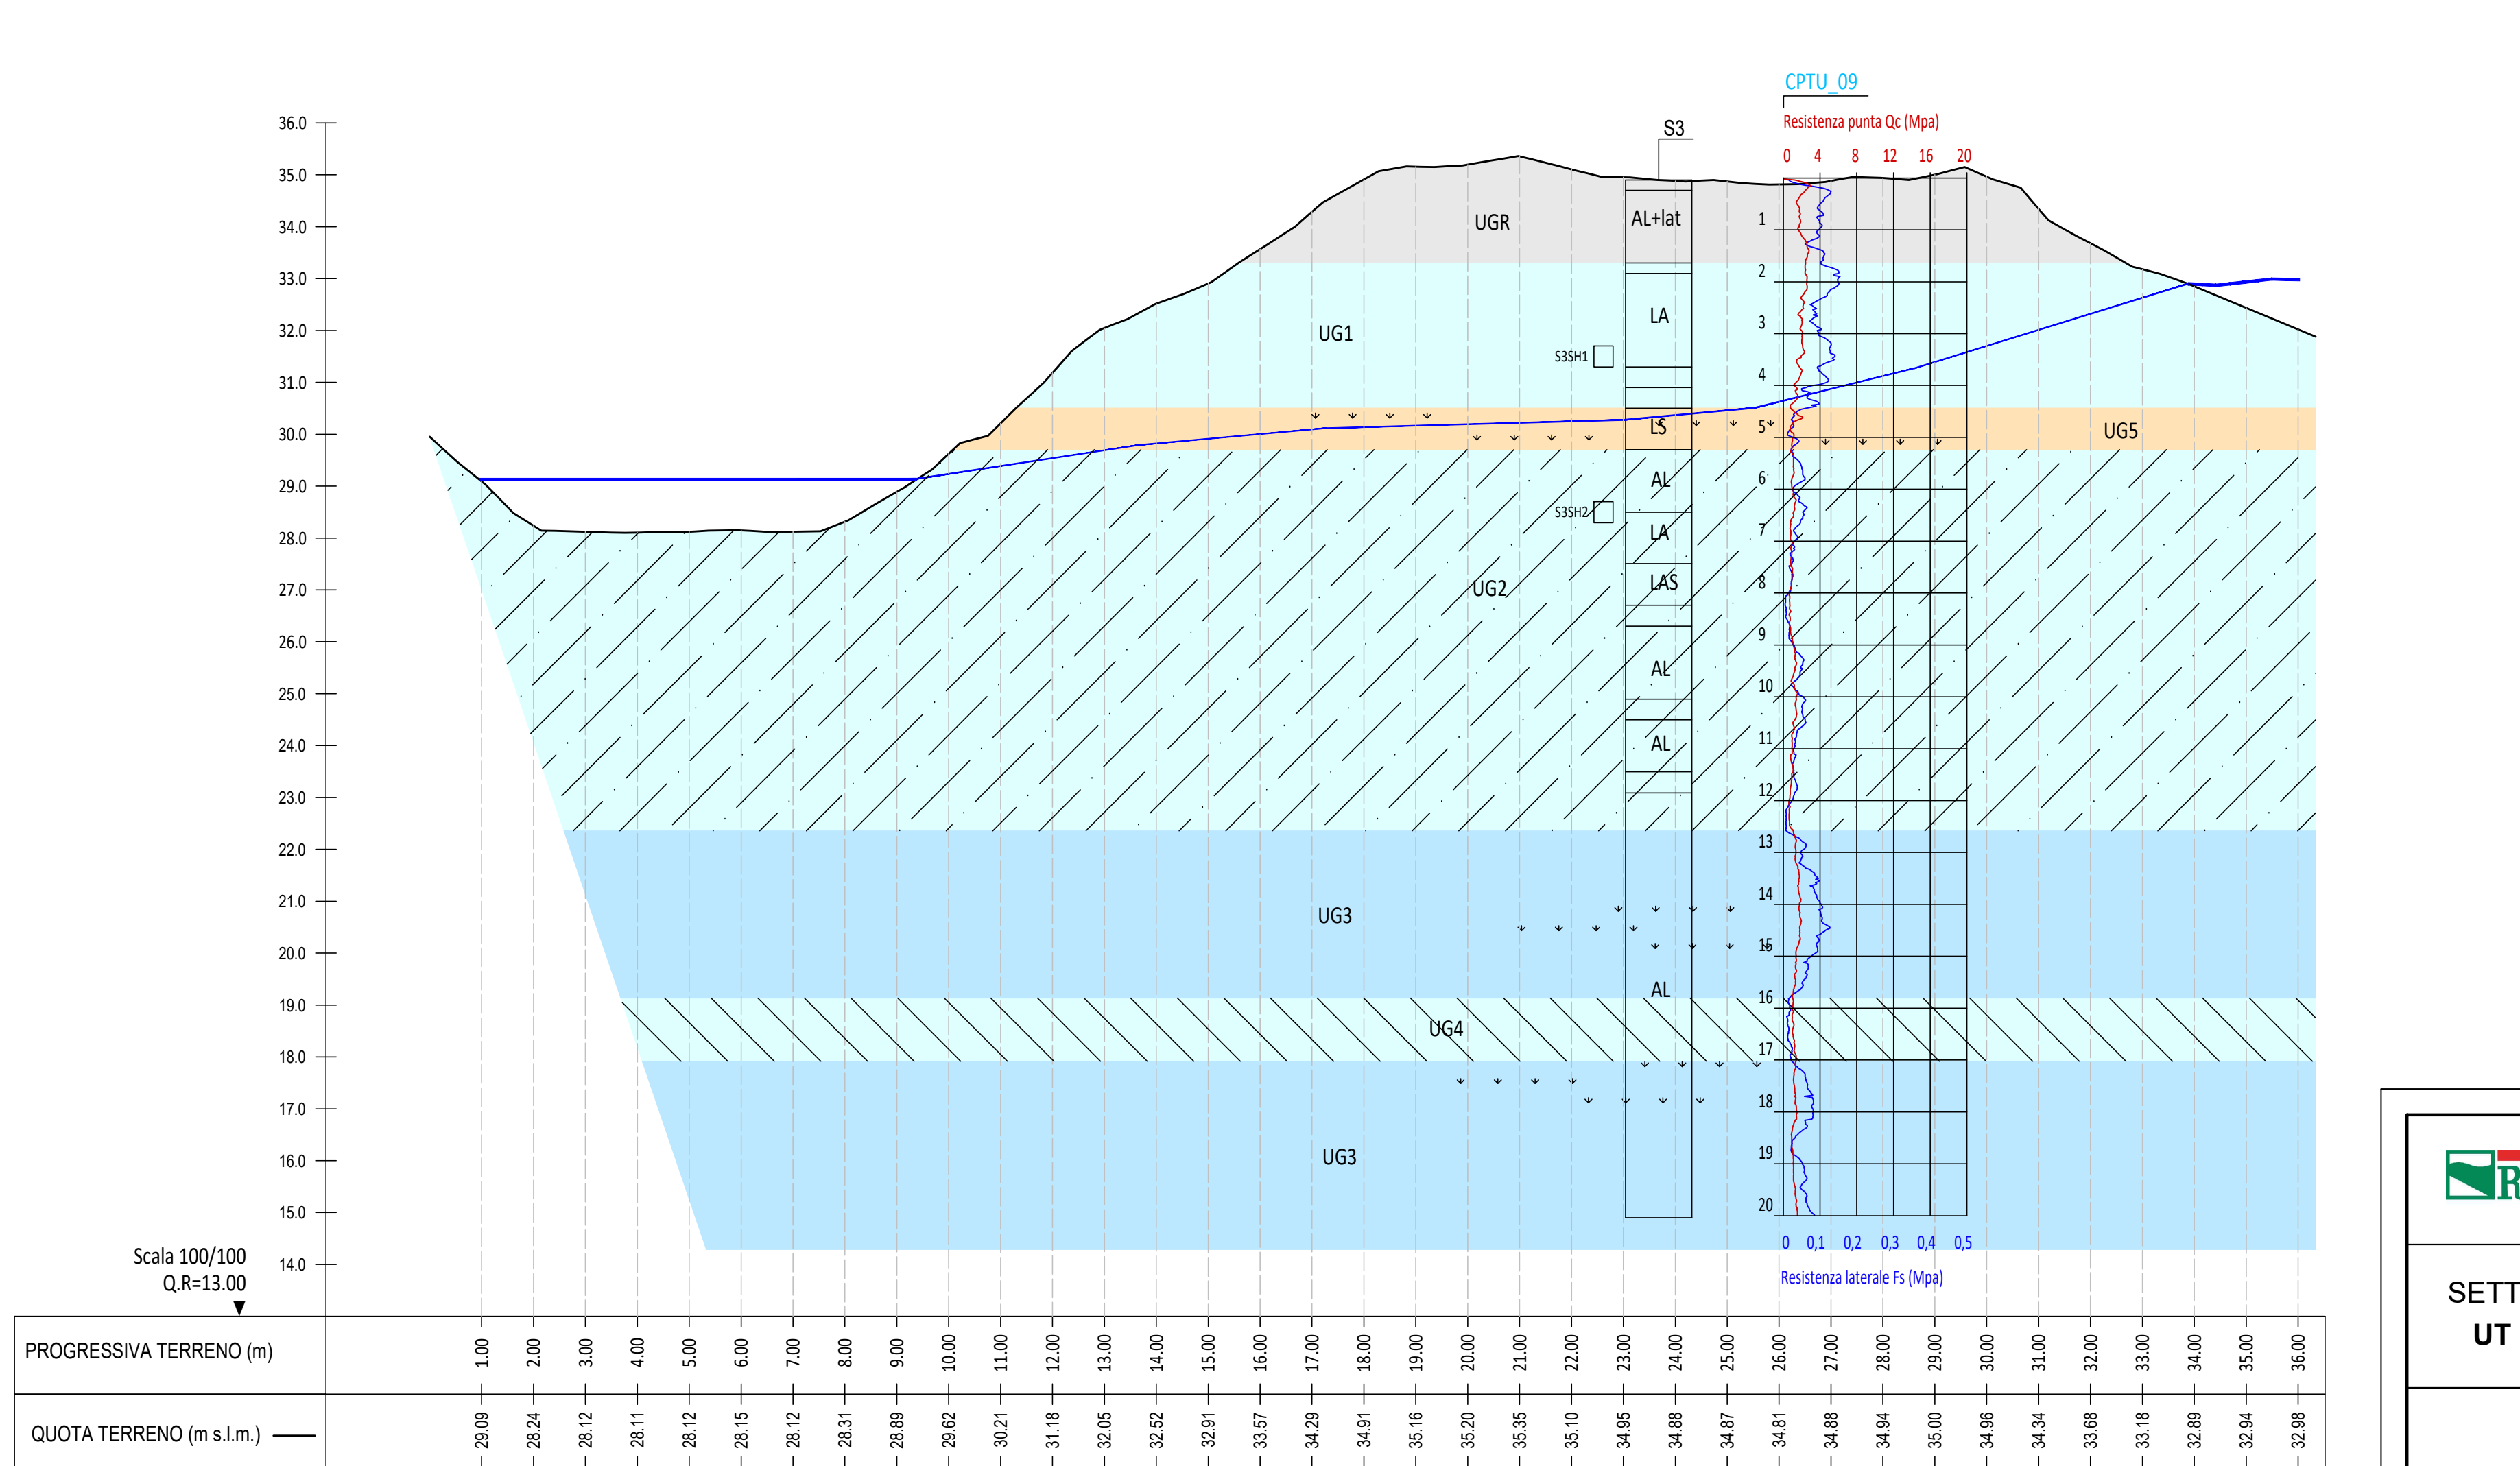 CPTU_09
Resistenza punta Qc (Mpa)
0 4 8 12 16 20
S3
36.0
35.0
34.0
33.0
32.0
31.0
30.0
29.0
28.0
27.0
26.0
25.0
24.0
23.0
22.0
21.0
20.0
19.0
18.0
17.0
16.0
15.0
14.0
UGR
UG1
UG5
UG2
UG3
UG4
UG3
AL+lat
LA
S3SH1
LS
AL
S3SH2
LA
LAS
AL
AL
AL
1
2
3
4
5
6
7
8
9
10
11
12
13
14
15
16
17
18
19
20
0 0,1 0,2 0,3 0,4 0,5
Resistenza laterale Fs (Mpa)
Scala 100/100
Q.R=13.00
PROGRESSIVA TERRENO (m) 1.00 2.00 3.00 4.00 5.00 6.00 7.00 8.00 9.00 10.00 11.00 12.00 13.00 14.00 15.00 16.00 17.00 18.00 19.00 20.00 21.00 22.00 23.00 24.00 25.00 26.00 27.00 28.00 29.00 30.00 31.00 32.00 33.00 34.00 35.00 36.00
QUOTA TERRENO (m s.l.m.) 29.09 28.24 28.12 28.11 28.12 28.15 28.12 28.31 28.89 29.62 30.21 31.18 32.05 32.52 32.91 33.57 34.29 34.91 35.16 35.20 35.35 35.10 34.95 34.88 34.87 34.81 34.88 34.94 35.00 34.96 34.34 33.68 33.18 32.89 32.94 32.98
R
SETT
UT